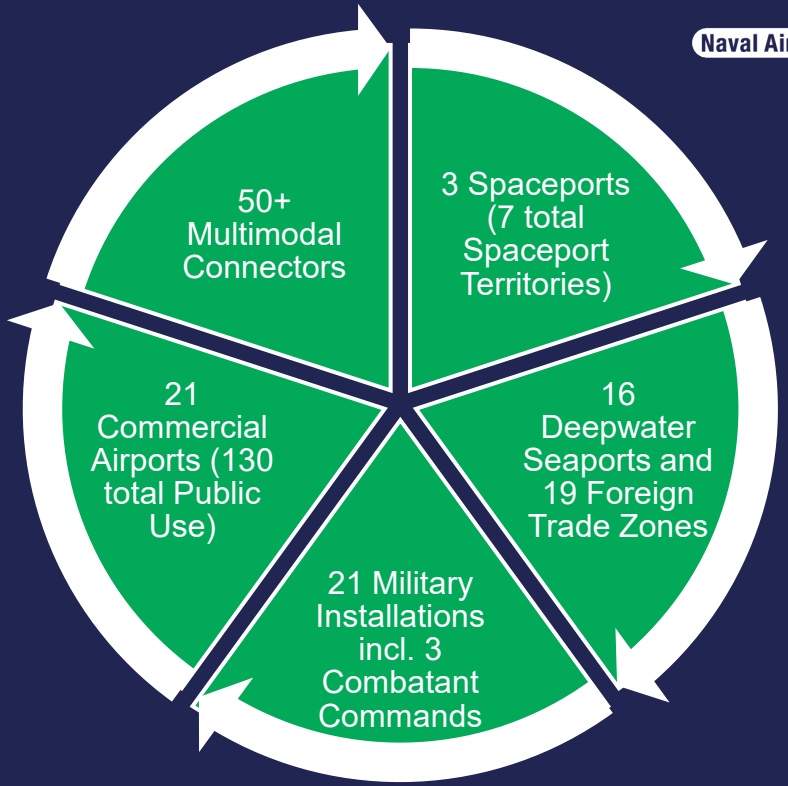 Naval Air
50+
Multimodal
Connectors
3 Spaceports
(7 total
Spaceport
Territories)
16
Deepwater
Seaports and
19 Foreign
Trade Zones
21 Military
Installations
incl. 3
Combatant
Commands
21
Commercial
Airports (130
total Public
Use)